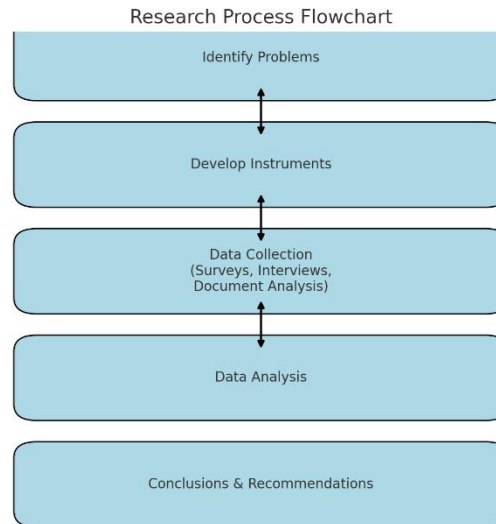 Research Process Flowchart
Identify Problems
Develop Instruments
Data Collection
(Surveys, Interviews,
Document Analysis)
Data Analysis
Conclusions & Recommendations